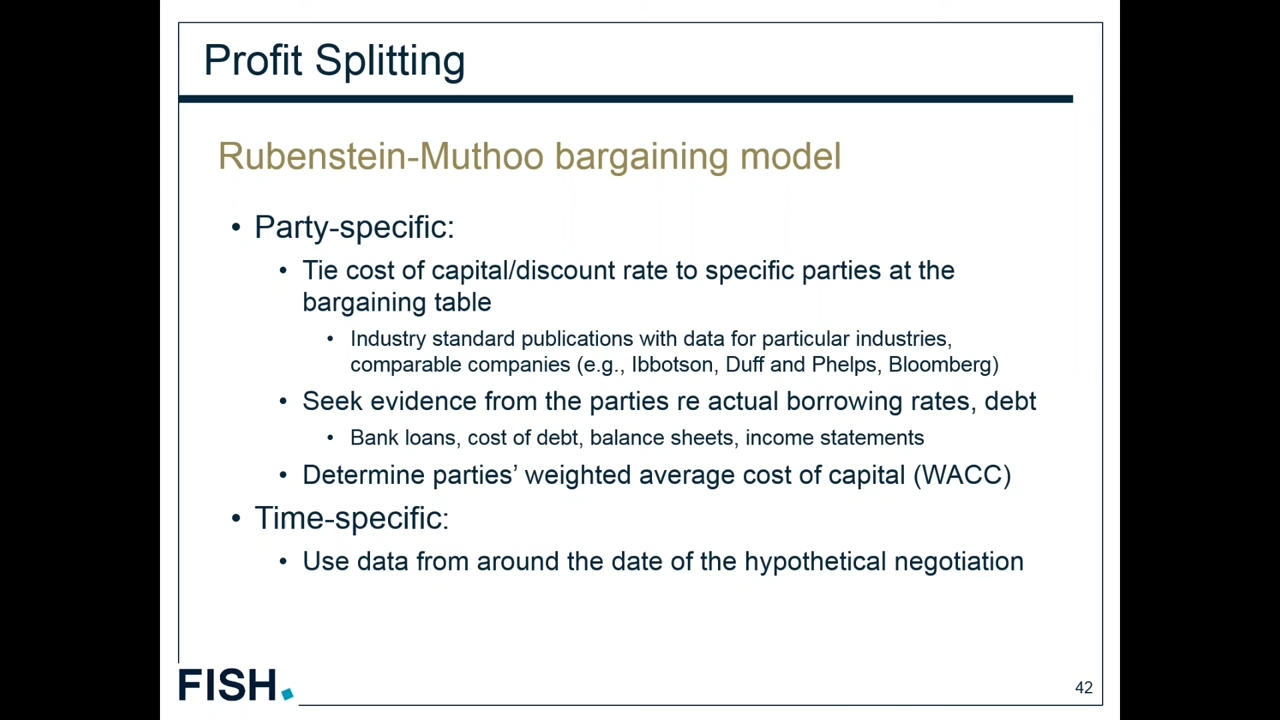 Profit Splitting
Rubenstein-Muthoo bargaining model
• Party-specific:
• Tie cost of capital/discount rate to specific parties at the
bargaining table
• Industry standard publications with data for particular industries,
comparable companies (e.g., Ibbotson, Duff and Phelps, Bloomberg)
• Seek evidence from the parties re actual borrowing rates, debt
• Bank loans, cost of debt, balance sheets, income statements
• Determine parties’ weighted average cost of capital (WACC)
• Time-specific:
• Use data from around the date of the hypothetical negotiation
FISH.
42